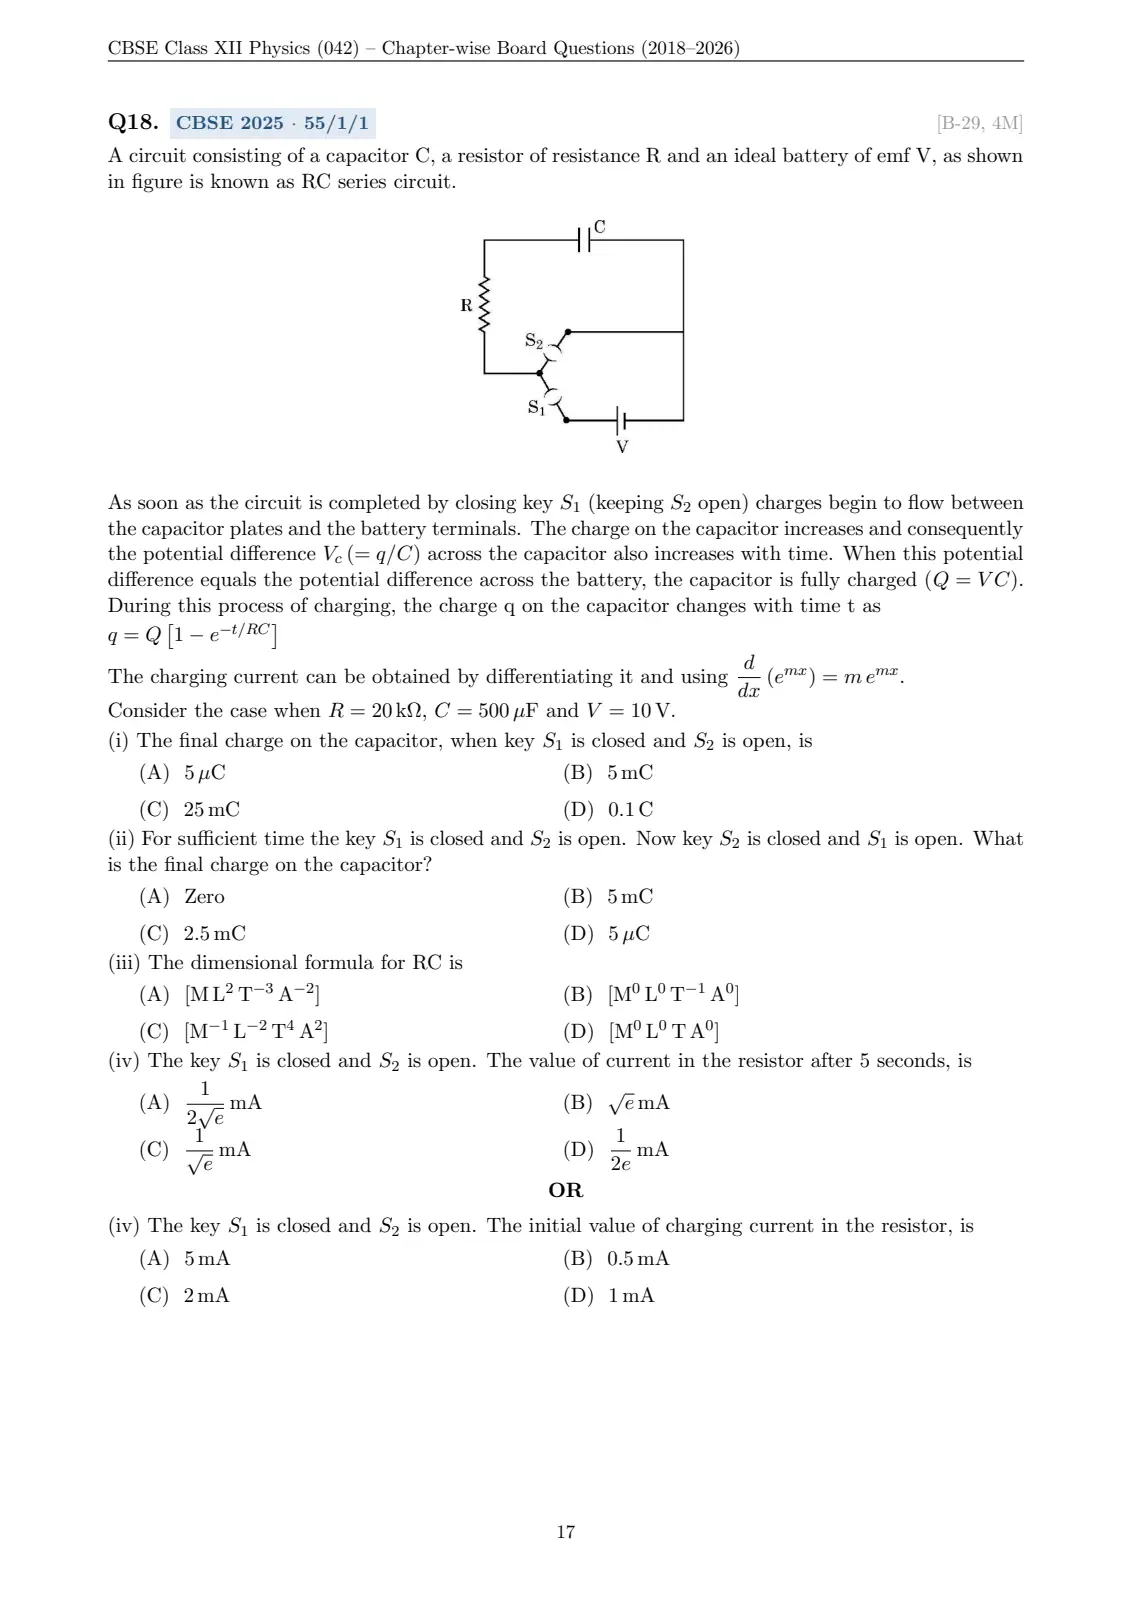 CBSE Class XII Physics (042) – Chapter-wise Board Questions (2018–2026)
Q18. CBSE 2025 · 55/1/1 [B-29, 4M]
A circuit consisting of a capacitor C, a resistor of resistance R and an ideal battery of emf V, as shown
in figure is known as RC series circuit.
C
R
S₂
S₁
V
As soon as the circuit is completed by closing key S₁ (keeping S₂ open) charges begin to flow between
the capacitor plates and the battery terminals. The charge on the capacitor increases and consequently
the potential difference V_c (= q/C) across the capacitor also increases with time. When this potential
difference equals the potential difference across the battery, the capacitor is fully charged (Q = VC).
During this process of charging, the charge q on the capacitor changes with time t as
q = Q [1 − e^{−t/RC}]
The charging current can be obtained by differentiating it and using d/dx (e^{mx}) = m e^{mx}.
Consider the case when R = 20 kΩ, C = 500 μF and V = 10 V.
(i) The final charge on the capacitor, when key S₁ is closed and S₂ is open, is
(A) 5 μC (B) 5 mC
(C) 25 mC (D) 0.1 C
(ii) For sufficient time the key S₁ is closed and S₂ is open. Now key S₂ is closed and S₁ is open. What
is the final charge on the capacitor?
(A) Zero (B) 5 mC
(C) 2.5 mC (D) 5 μC
(iii) The dimensional formula for RC is
(A) [M L² T⁻³ A⁻²] (B) [M⁰ L⁰ T⁻¹ A⁰]
(C) [M⁻¹ L⁻² T⁴ A²] (D) [M⁰ L⁰ T A⁰]
(iv) The key S₁ is closed and S₂ is open. The value of current in the resistor after 5 seconds, is
(A) 1/(2√e) mA (B) √e mA
(C) 1/√e mA (D) 1/(2e) mA
OR
(iv) The key S₁ is closed and S₂ is open. The initial value of charging current in the resistor, is
(A) 5 mA (B) 0.5 mA
(C) 2 mA (D) 1 mA
17